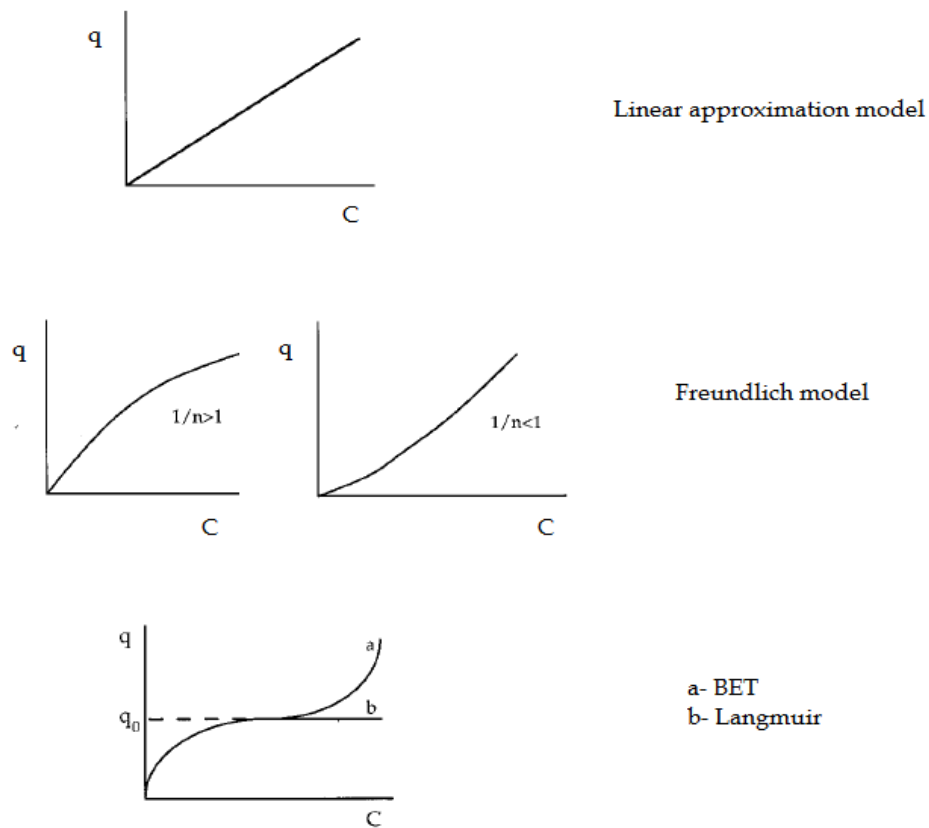 q
Linear approximation model
C
q
1/n>1
C
q
1/n<1
C
Freundlich model
q
a
q0
b
C
a- BET
b- Langmuir